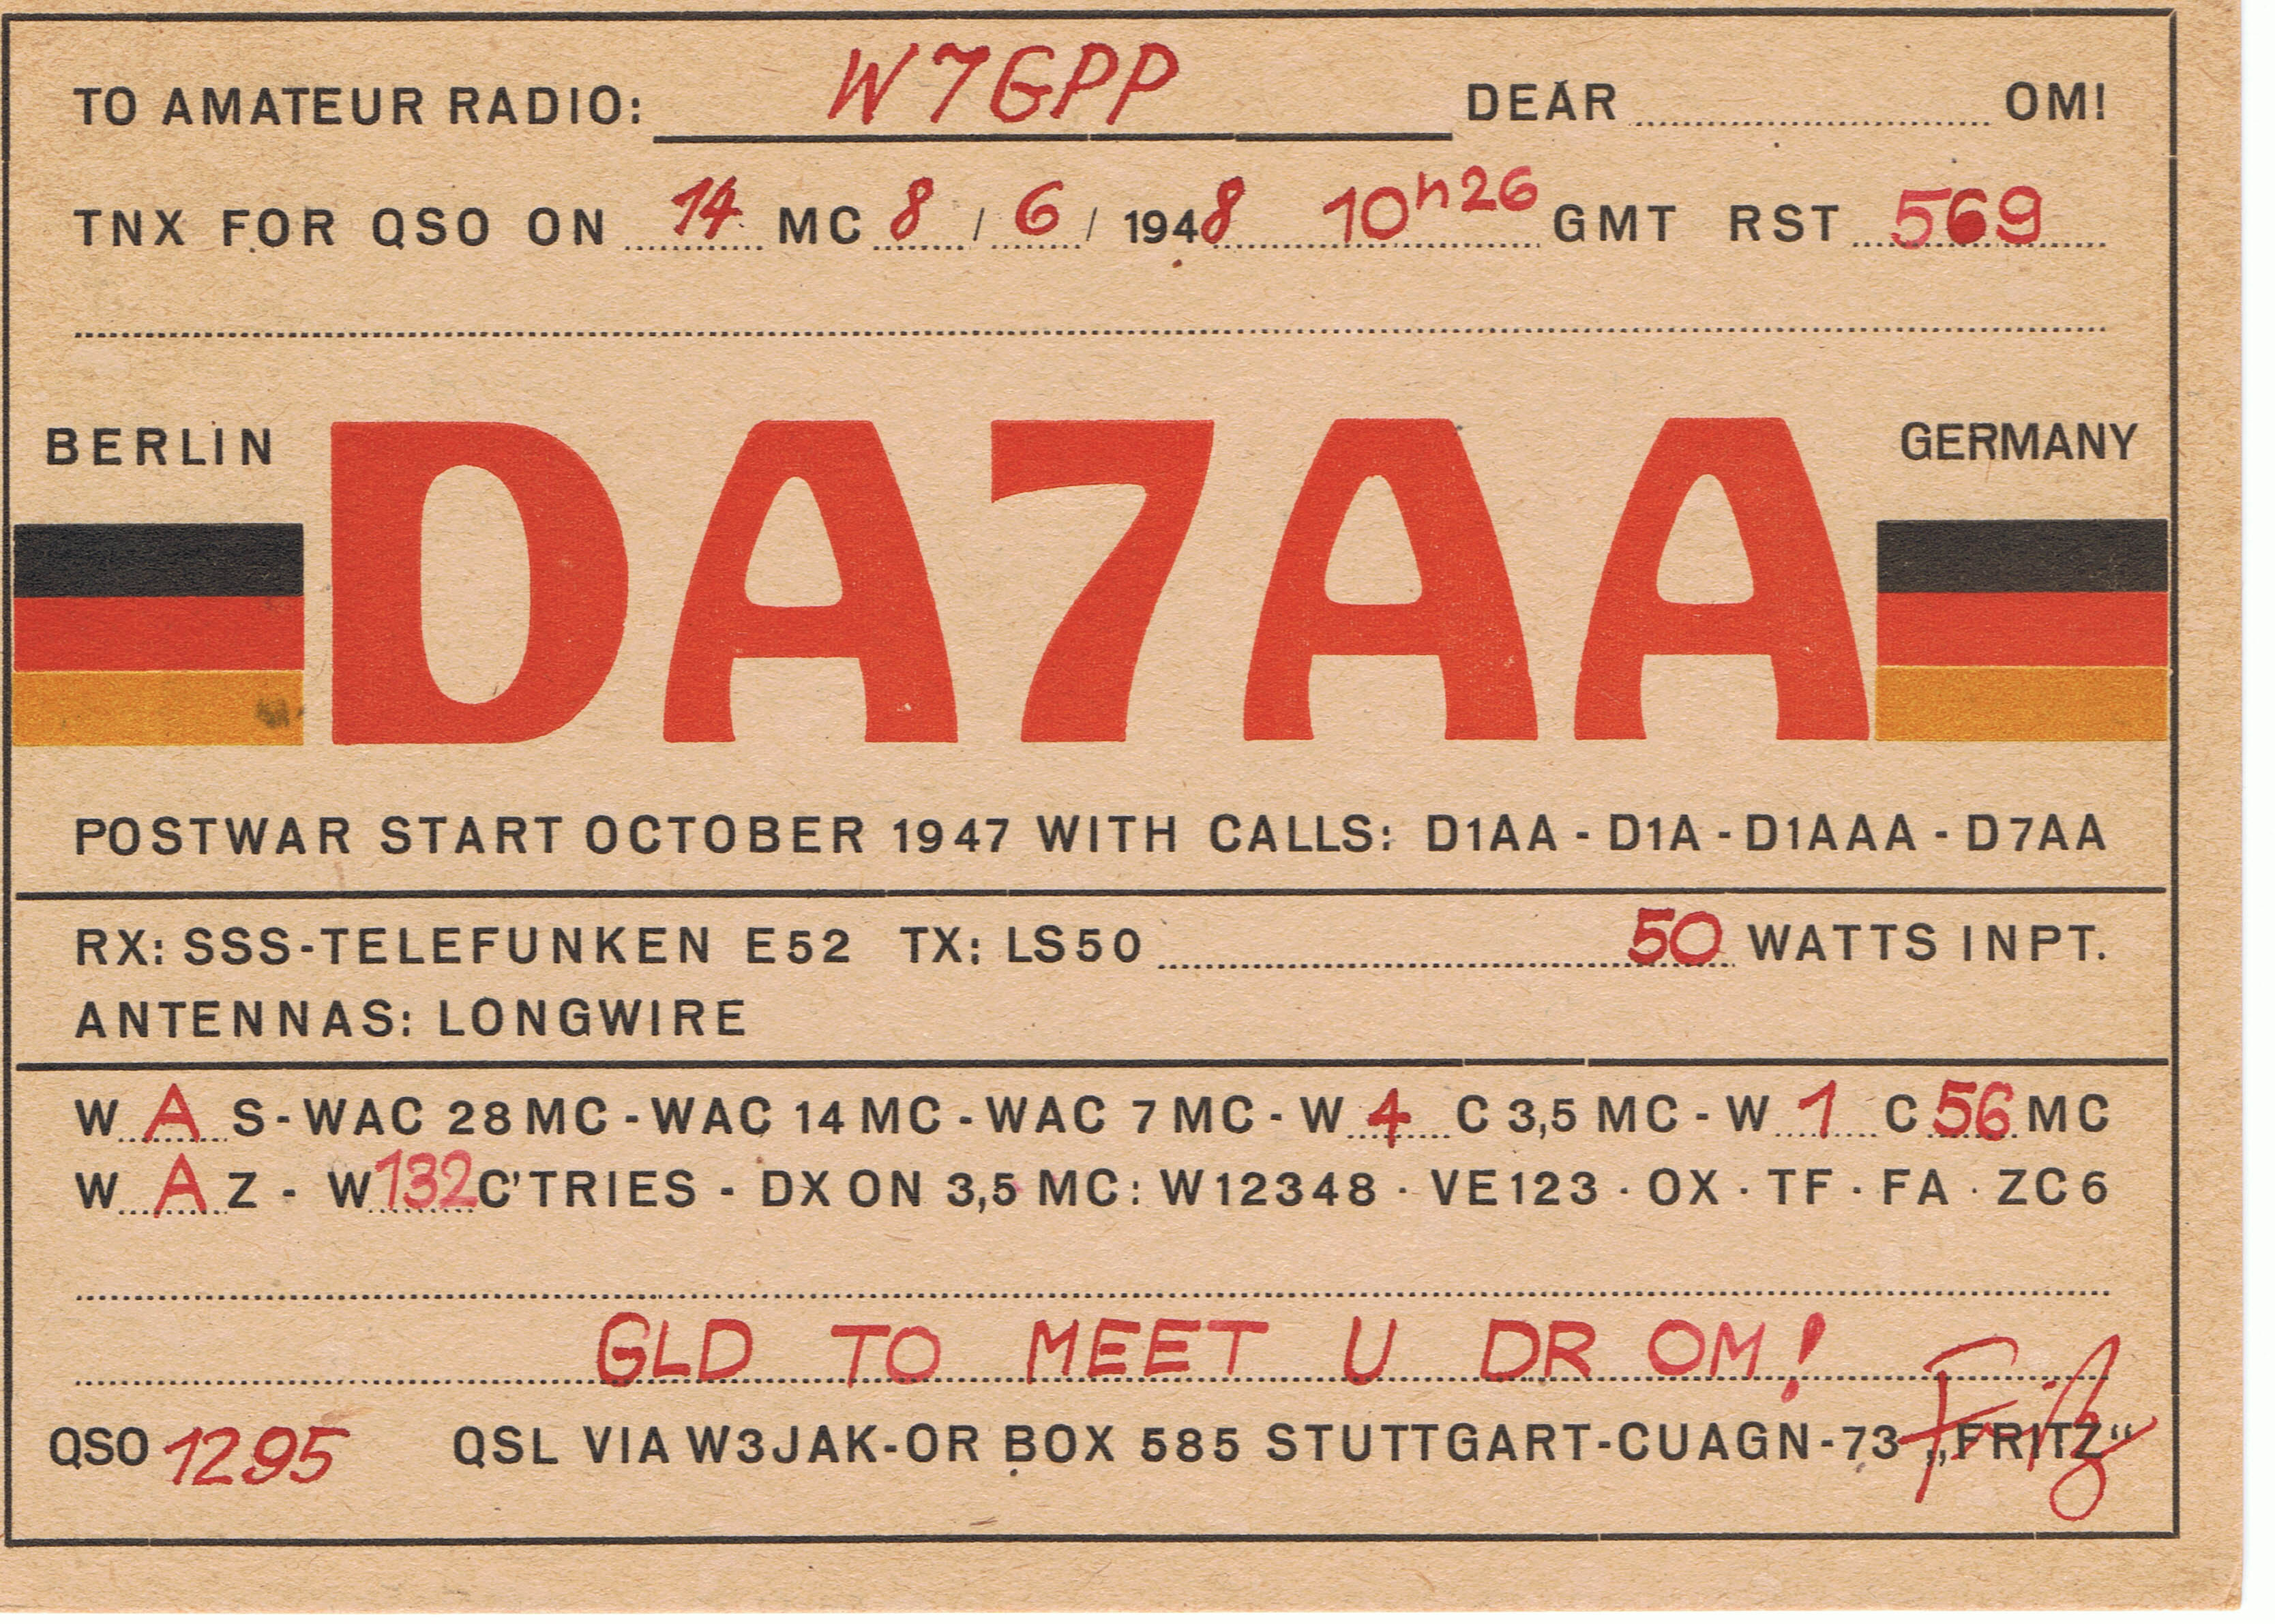 TO AMATEUR RADIO: W7GPP DEAR OM!
TNX FOR QSO ON 14 MC 8 / 6 / 1948 10h26 GMT RST 569
BERLIN DA7AA GERMANY
POSTWAR START OCTOBER 1947 WITH CALLS: D1AA - D1A - D1AAA - D7AA
RX: SSS-TELEFUNKEN E52 TX: LS50 50 WATTS INPT.
ANTENNAS: LONGWIRE
W A S - WAC 28 MC - WAC 14 MC - WAC 7 MC - W 4 C 3,5 MC - W 1 C 56 MC
W A Z - W 132 C'TRIES - DX ON 3,5 MC: W12348 · VE123 · OX · TF · FA · ZC6
GLD TO MEET U DR OM!
Fritz
QSO 1295 QSL VIA W3JAK-OR BOX 585 STUTTGART-CUAGN-73 „FRITZ“